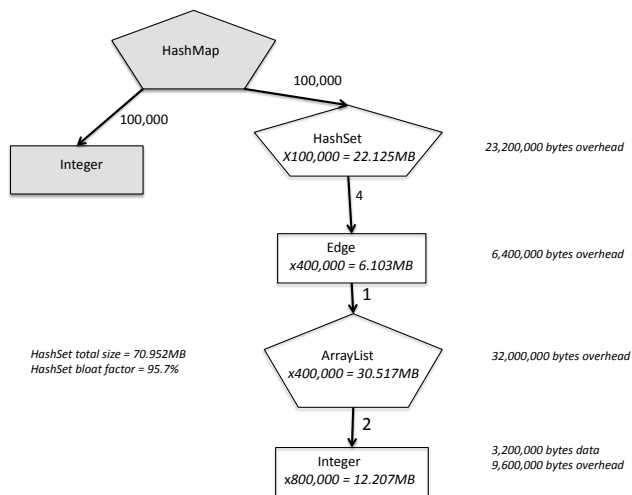 HashMap
100,000
100,000
HashSet
X100,000 = 22.125MB
23,200,000 bytes overhead
Integer
4
Edge
x400,000 = 6.103MB
6,400,000 bytes overhead
1
HashSet total size = 70.952MB
HashSet bloat factor = 95.7%
ArrayList
x400,000 = 30.517MB
32,000,000 bytes overhead
2
Integer
x800,000 = 12.207MB
3,200,000 bytes data
9,600,000 bytes overhead